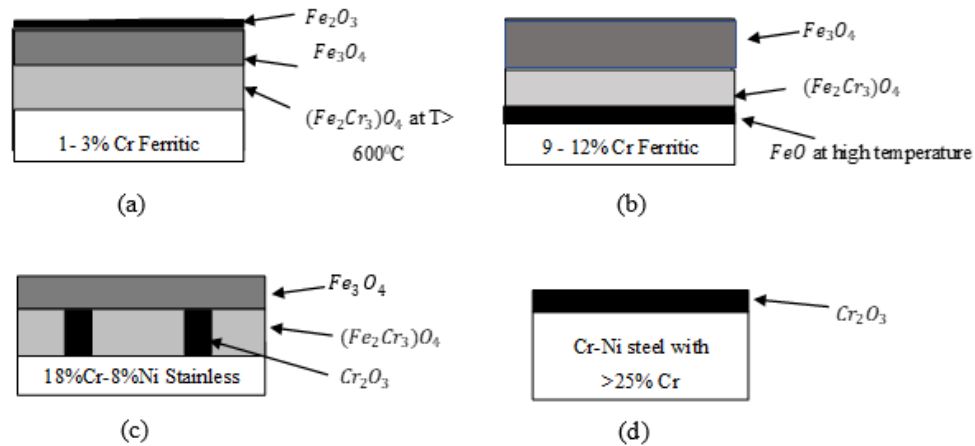 Fe₂O₃
Fe₃O₄
(Fe₂Cr₃)O₄ at T>
600⁰C
1- 3% Cr Ferritic
(a)
Fe₃O₄
(Fe₂Cr₃)O₄
FeO at high temperature
9 - 12% Cr Ferritic
(b)
Fe₃O₄
(Fe₂Cr₃)O₄
Cr₂O₃
18%Cr-8%Ni Stainless
(c)
Cr₂O₃
Cr-Ni steel with
>25% Cr
(d)